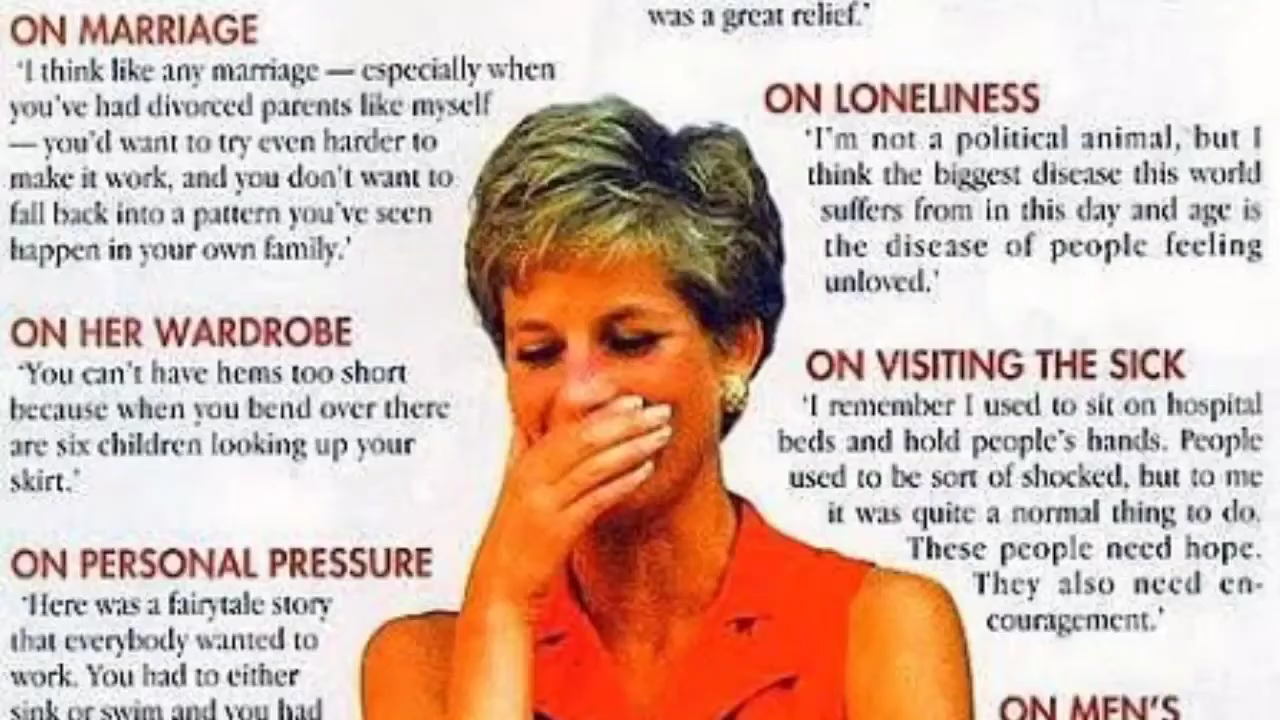 ON MARRIAGE
'I think like any marriage — especially when
you've had divorced parents like myself
— you'd want to try even harder to
make it work, and you don't want to
fall back into a pattern you've seen
happen in your own family.'
ON HER WARDROBE
'You can't have hems too short
because when you bend over there
are six children looking up your
skirt.'
ON PERSONAL PRESSURE
'Here was a fairytale story
that everybody wanted to
work. You had to either
sink or swim and you had
was a great relief.'
ON LONELINESS
'I'm not a political animal, but I
think the biggest disease this world
suffers from in this day and age is
the disease of people feeling
unloved.'
ON VISITING THE SICK
'I remember I used to sit on hospital
beds and hold people's hands. People
used to be sort of shocked, but to me
it was quite a normal thing to do.
These people need hope.
They also need en-
couragement.'
ON MEN'S